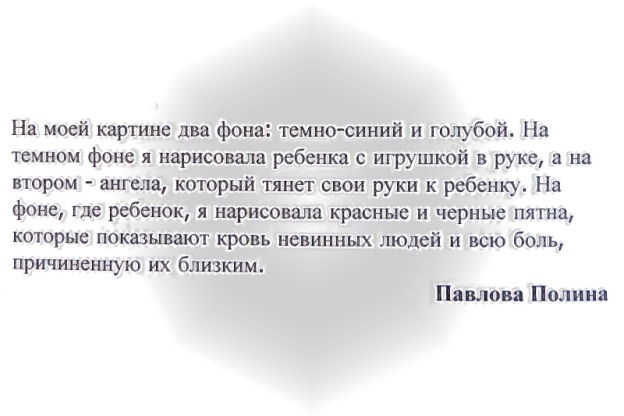 На моей картине два фона: темно-синий и голубой. На
темном фоне я нарисовала ребенка с игрушкой в руке, а на
втором - ангела, который тянет свои руки к ребенку. На
фоне, где ребенок, я нарисовала красные и черные пятна,
которые показывают кровь невинных людей и всю боль,
причиненную их близким.
Павлова Полина